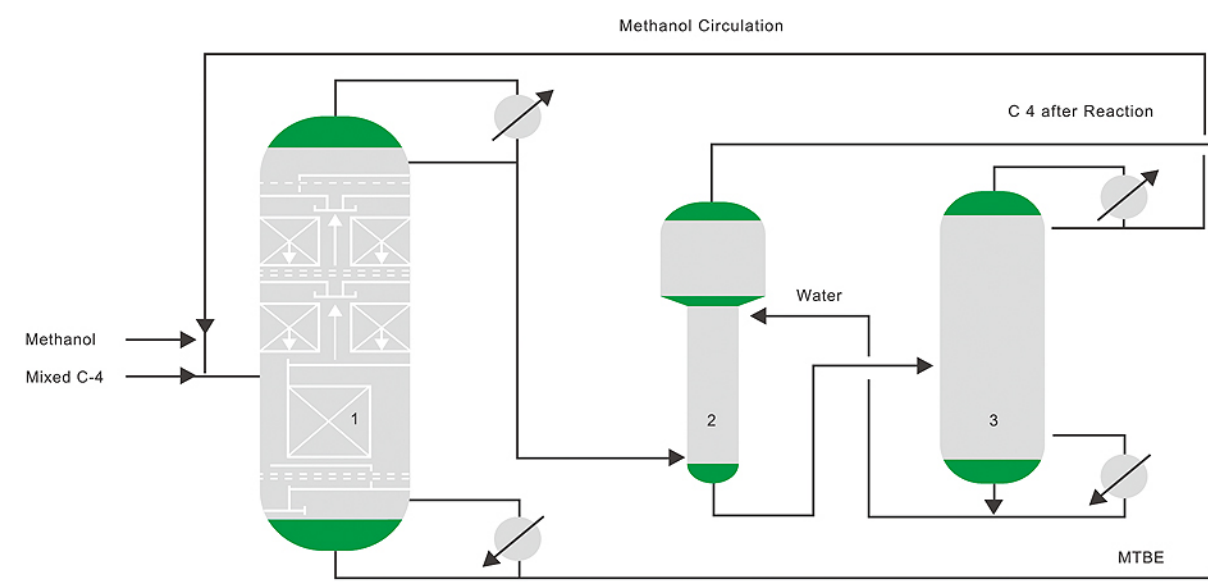 Methanol Circulation
C 4 after Reaction
Water
Methanol
Mixed C-4
1
2
3
MTBE